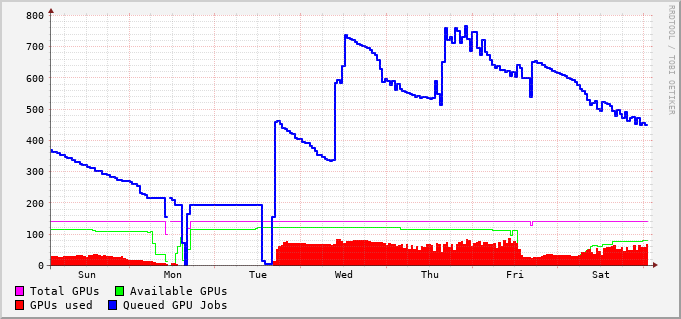 800
700
600
500
400
300
200
100
0
Sun Mon Tue Wed Thu Fri Sat
Total GPUs Available GPUs
GPUs used Queued GPU Jobs
RRDTOOL / TOBI OETIKER